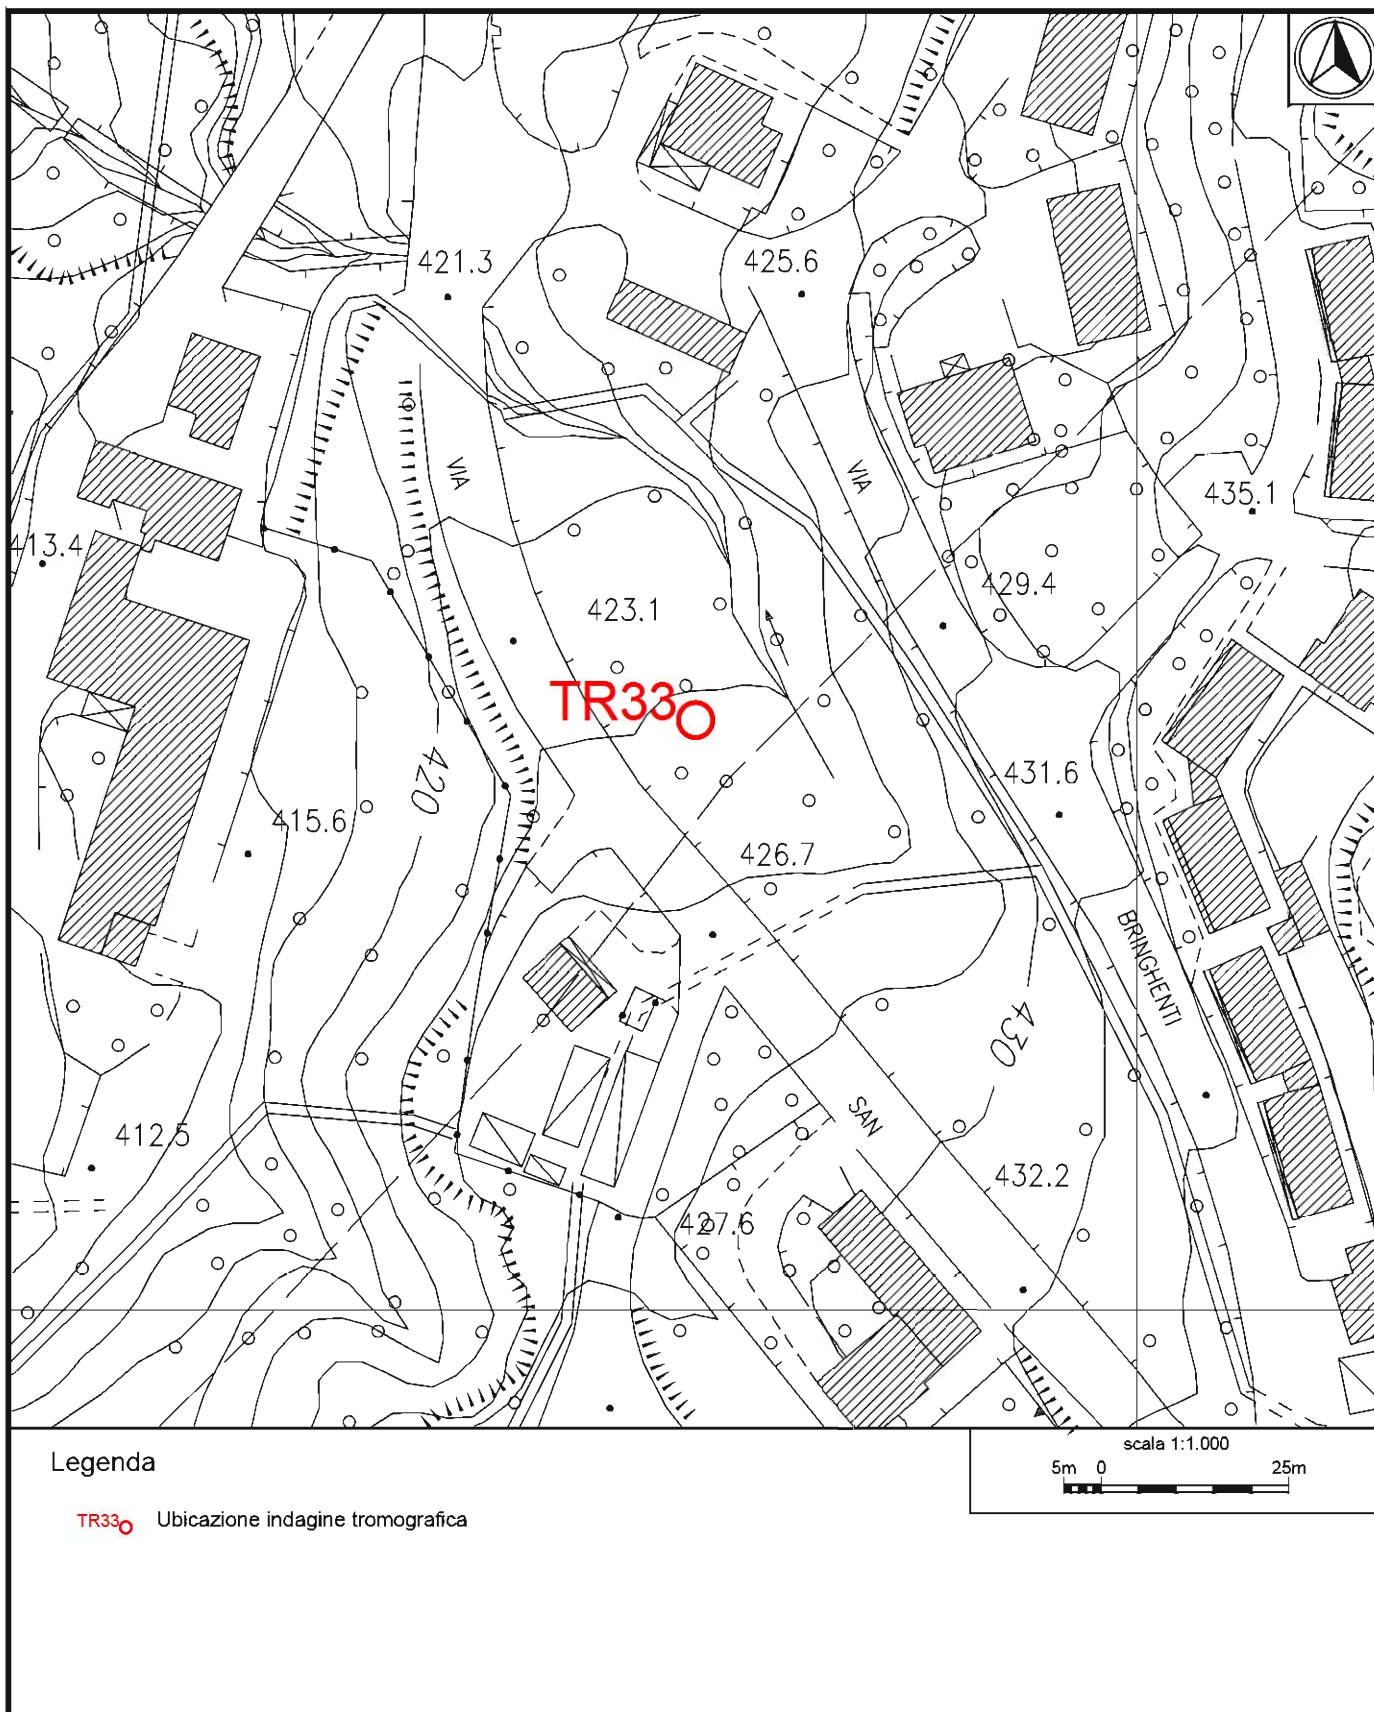 421.3
425.6
VIA
VIA
435.1
413.4
429.4
423.1
TR33
431.6
420
415.6
426.7
BRINGHENTI
430
SAN
412.5
432.2
427.6
Legenda
scala 1:1.000
5m 0 25m
TR33 Ubicazione indagine tromografica